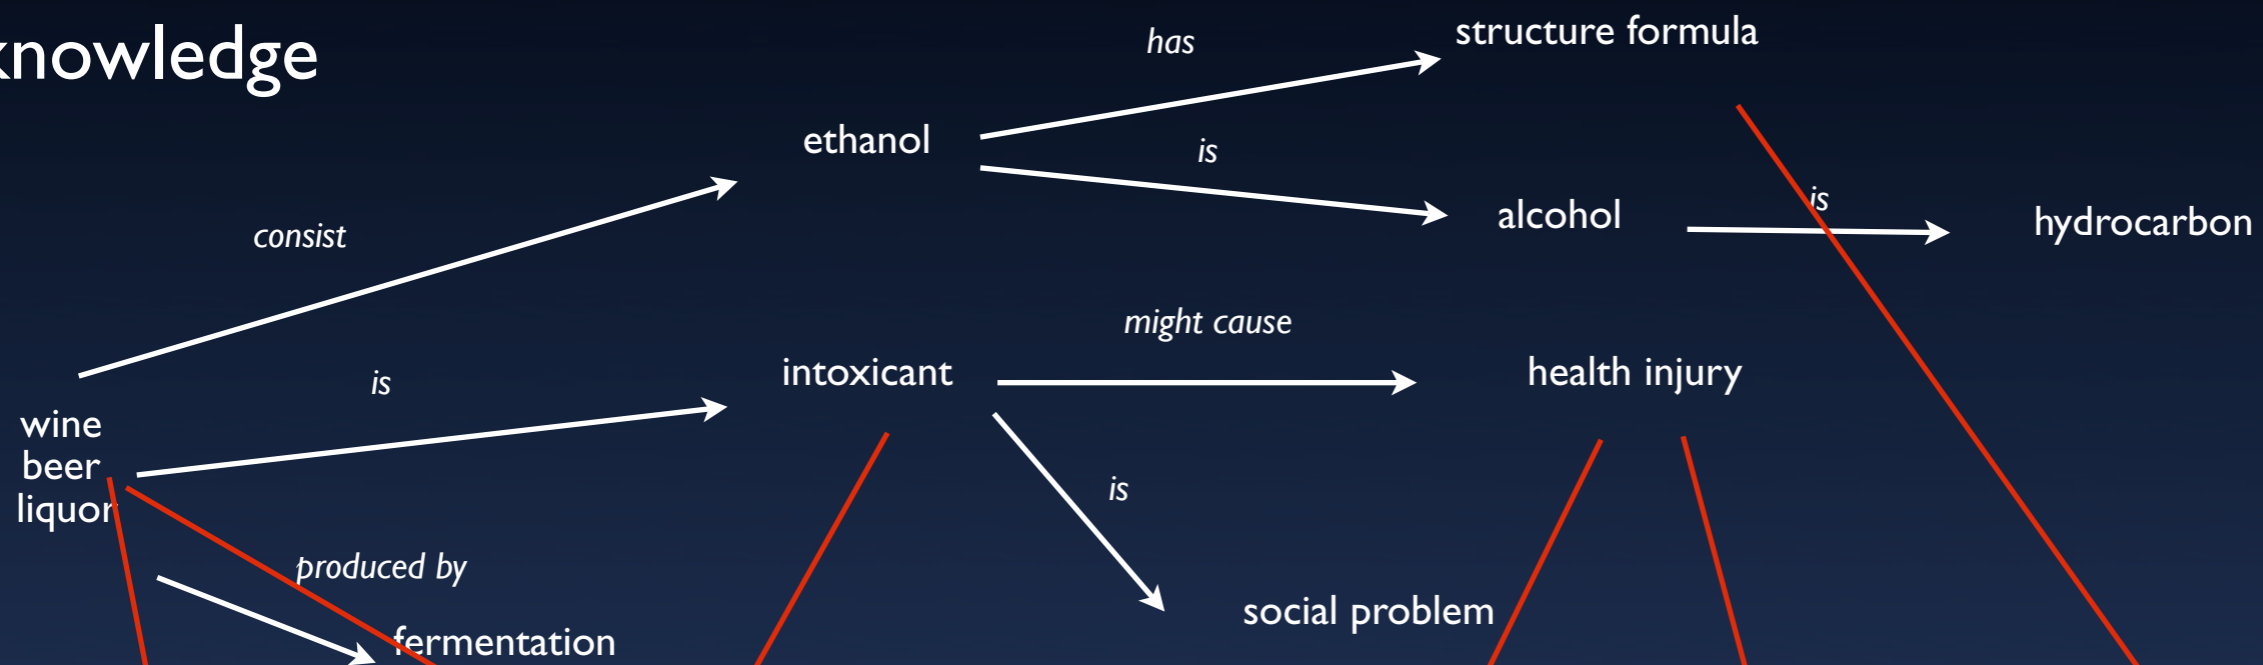 knowledge
has
structure formula
ethanol
is
is
alcohol
hydrocarbon
consist
might cause
is
intoxicant
health injury
wine
beer
liquor
is
produced by
social problem
fermentation